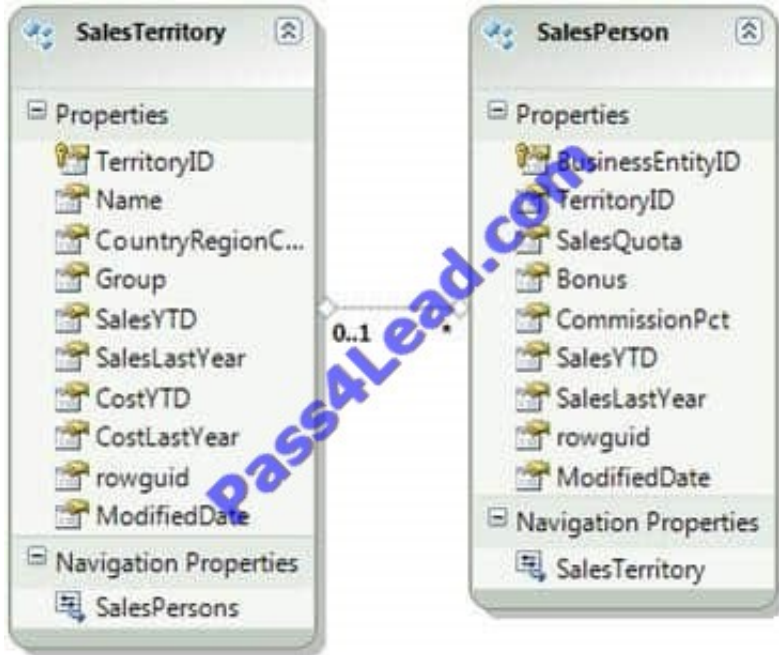 SalesTerritory
Properties
TerritoryID
Name
CountryRegionC...
Group
SalesYTD
SalesLastYear
CostYTD
CostLastYear
rowguid
ModifiedDate
Navigation Properties
SalesPersons
0..1
*
SalesPerson
Properties
BusinessEntityID
TerritoryID
SalesQuota
Bonus
CommissionPct
SalesYTD
SalesLastYear
rowguid
ModifiedDate
Navigation Properties
SalesTerritory
Pass4Lead.com